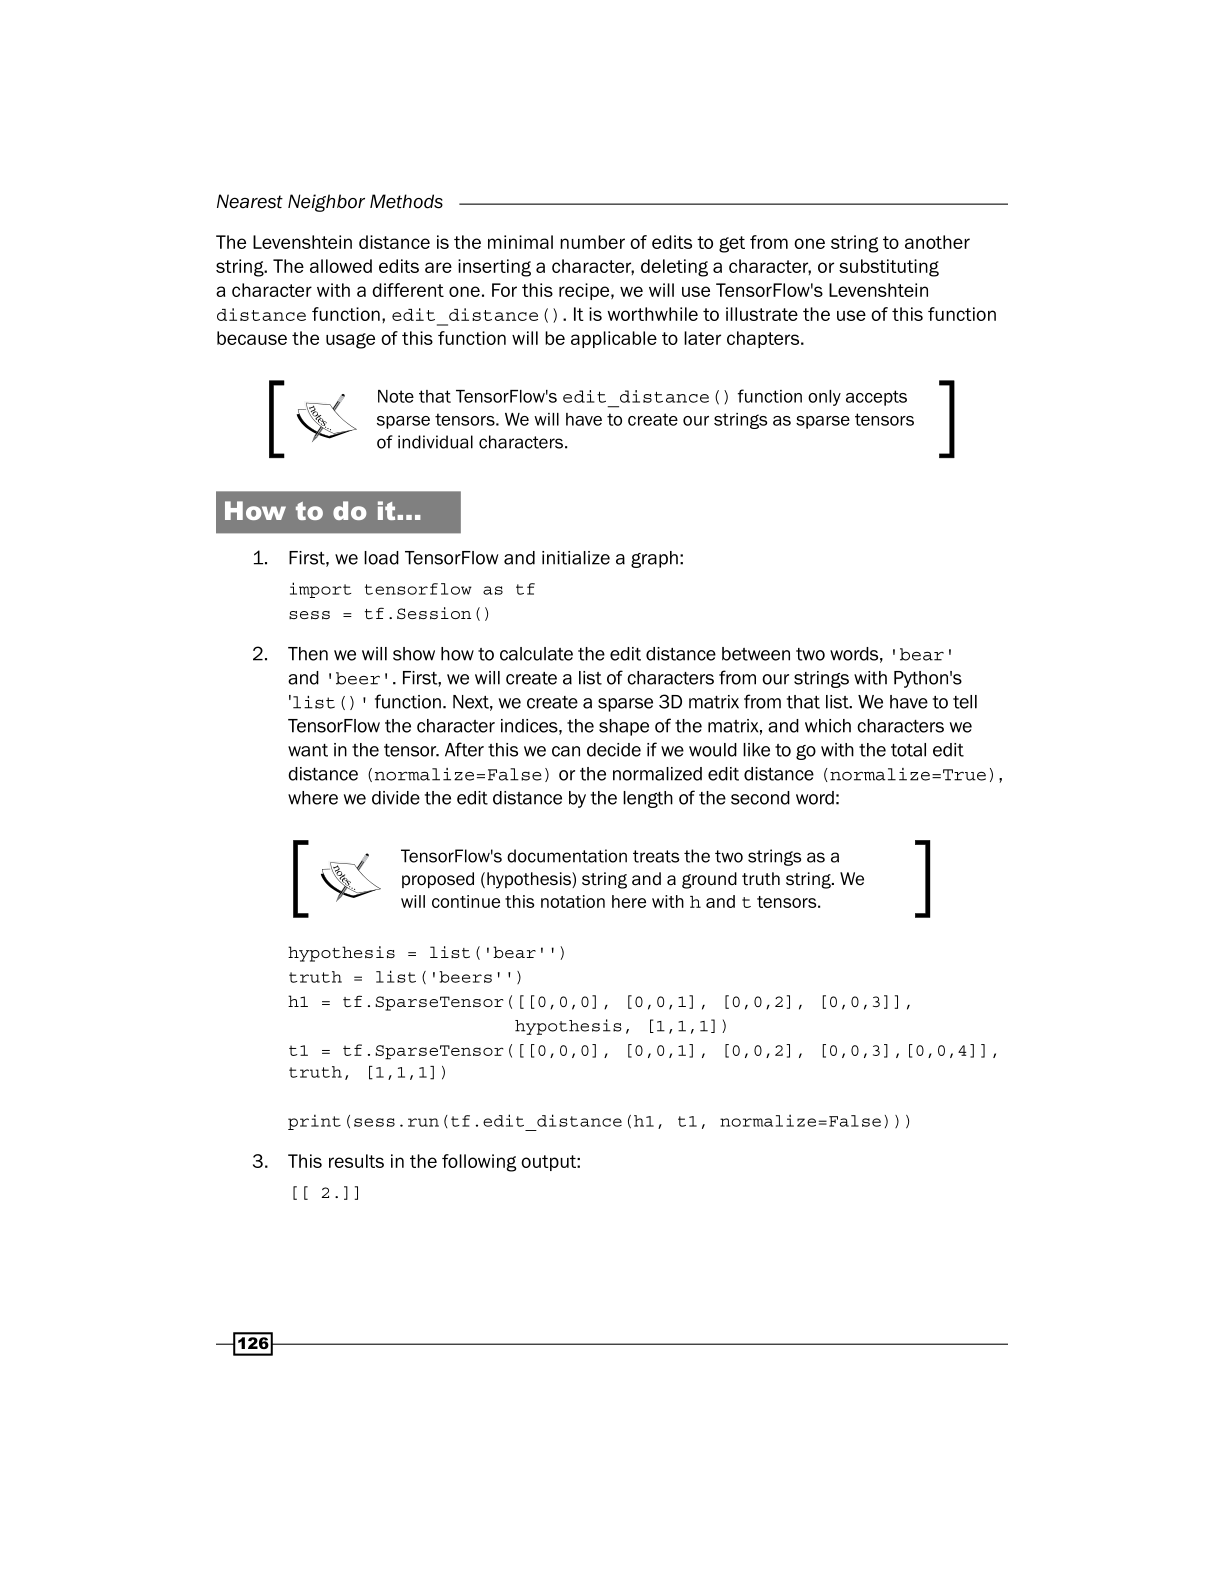 Nearest Neighbor Methods
The Levenshtein distance is the minimal number of edits to get from one string to another
string. The allowed edits are inserting a character, deleting a character, or substituting
a character with a different one. For this recipe, we will use TensorFlow's Levenshtein
distance function, edit_distance(). It is worthwhile to illustrate the use of this function
because the usage of this function will be applicable to later chapters.
notes...
Note that TensorFlow's edit_distance() function only accepts
sparse tensors. We will have to create our strings as sparse tensors
of individual characters.
How to do it…
1. First, we load TensorFlow and initialize a graph:
import tensorflow as tf
sess = tf.Session()
2. Then we will show how to calculate the edit distance between two words, 'bear'
and 'beer'. First, we will create a list of characters from our strings with Python's
'list()' function. Next, we create a sparse 3D matrix from that list. We have to tell
TensorFlow the character indices, the shape of the matrix, and which characters we
want in the tensor. After this we can decide if we would like to go with the total edit
distance (normalize=False) or the normalized edit distance (normalize=True),
where we divide the edit distance by the length of the second word:
notes...
TensorFlow's documentation treats the two strings as a
proposed (hypothesis) string and a ground truth string. We
will continue this notation here with h and t tensors.
hypothesis = list('bear'')
truth = list('beers'')
h1 = tf.SparseTensor([[0,0,0], [0,0,1], [0,0,2], [0,0,3]],
hypothesis, [1,1,1])
t1 = tf.SparseTensor([[0,0,0], [0,0,1], [0,0,2], [0,0,3],[0,0,4]],
truth, [1,1,1])
print(sess.run(tf.edit_distance(h1, t1, normalize=False)))
3. This results in the following output:
[[ 2.]]
126